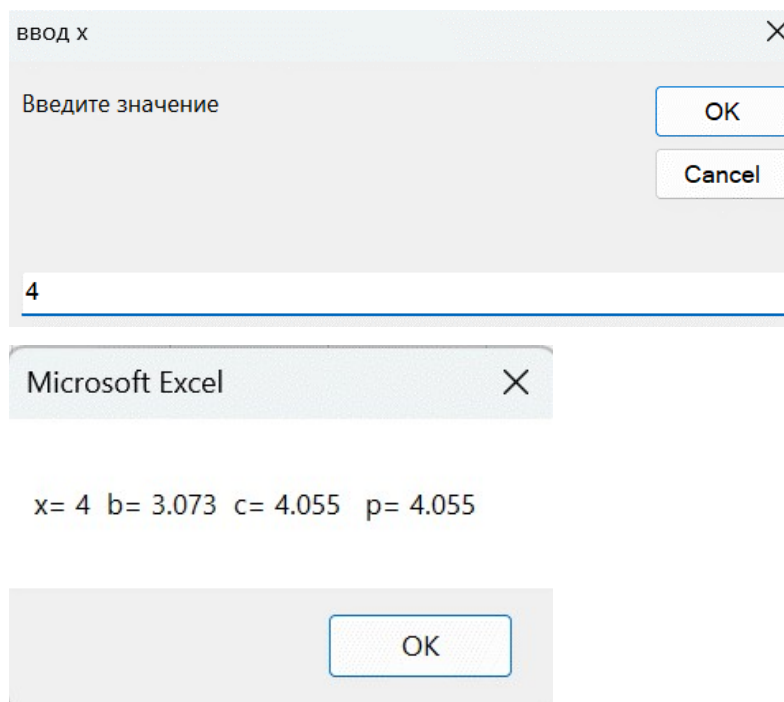 ввод x
Введите значение
OK
Cancel
4
Microsoft Excel
x= 4 b= 3.073 c= 4.055 p= 4.055
OK